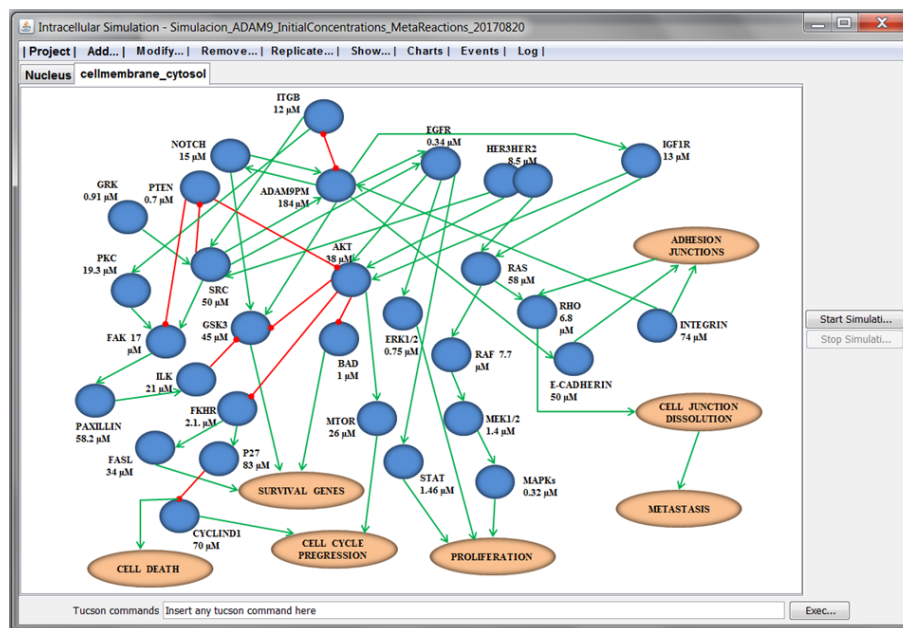 Intracellular Simulation - Simulacion_ADAM9_InitialConcentrations_MetaReactions_20170820
| Project | Add... | Modify... | Remove... | Replicate... | Show... | Charts | Events | Log |
Nucleus cellmembrane_cytosol
ITGB
12 µM
NOTCH
15 µM
EGFR
0.34 µM
HER3HER2
8.5 µM
IGF1R
13 µM
GRK
0.91 µM
PTEN
0.7 µM
ADAM9PM
184 µM
PKC
19.3 µM
SRC
50 µM
AKT
38 µM
RAS
58 µM
ADHESION
JUNCTIONS
RHO
6.8
µM
INTEGRIN
74 µM
FAK 17
µM
GSK3
45 µM
BAD
1 µM
ERK1/2
0.75 µM
RAF 7.7
µM
E-CADHERIN
50 µM
ILK
21 µM
PAXILLIN
58.2 µM
FKHR
2.1. µM
MTOR
26 µM
MEK1/2
1.4 µM
CELL JUNCTION
DISSOLUTION
FASL
34 µM
P27
83 µM
STAT
1.46 µM
MAPKs
0.32 µM
SURVIVAL GENES
METASTASIS
CYCLIND1
70 µM
CELL CYCLE
PREGRESSION
PROLIFERATION
CELL DEATH
Start Simulati...
Stop Simulati...
Tucson commands Insert any tucson command here Exec...